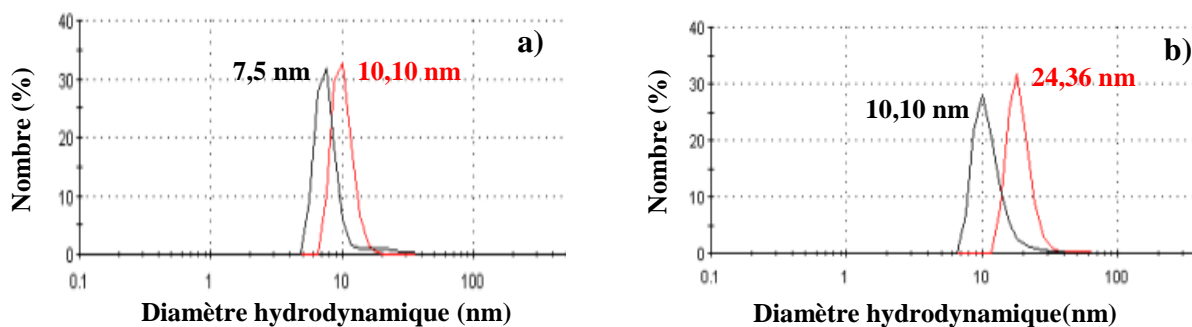 a)
7,5 nm
10,10 nm
Nombre (%)
40
30
20
10
0
0.1
1
10
100
Diamètre hydrodynamique (nm)
b)
24,36 nm
10,10 nm
Nombre (%)
40
30
20
10
0
0.1
1
10
100
Diamètre hydrodynamique(nm)